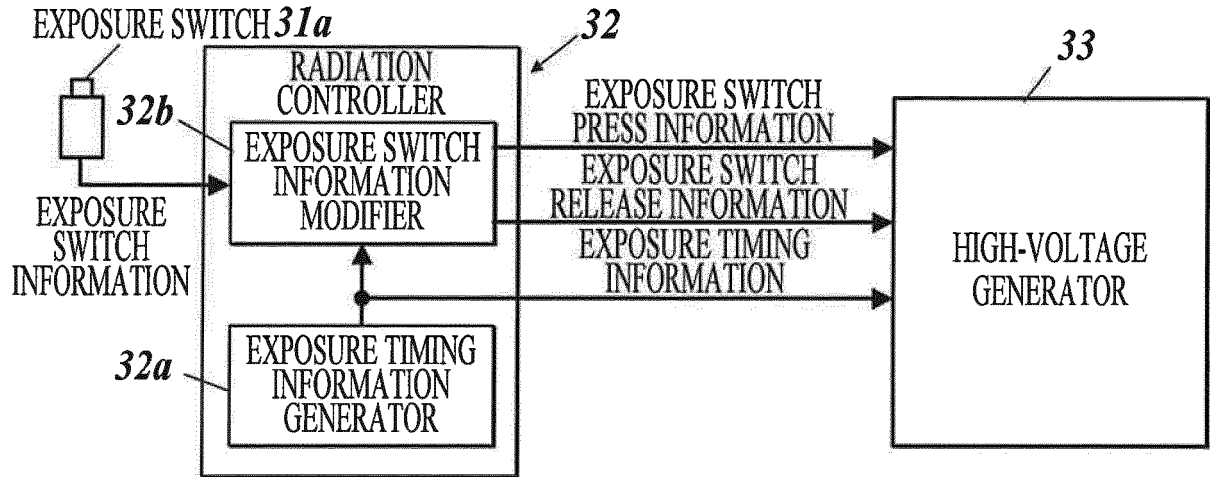 EXPOSURE SWITCH 31a
32
33
RADIATION
CONTROLLER
32b
EXPOSURE SWITCH
INFORMATION
MODIFIER
EXPOSURE SWITCH
PRESS INFORMATION
EXPOSURE SWITCH
RELEASE INFORMATION
EXPOSURE TIMING
INFORMATION
EXPOSURE
SWITCH
INFORMATION
HIGH-VOLTAGE
GENERATOR
32a
EXPOSURE TIMING
INFORMATION
GENERATOR